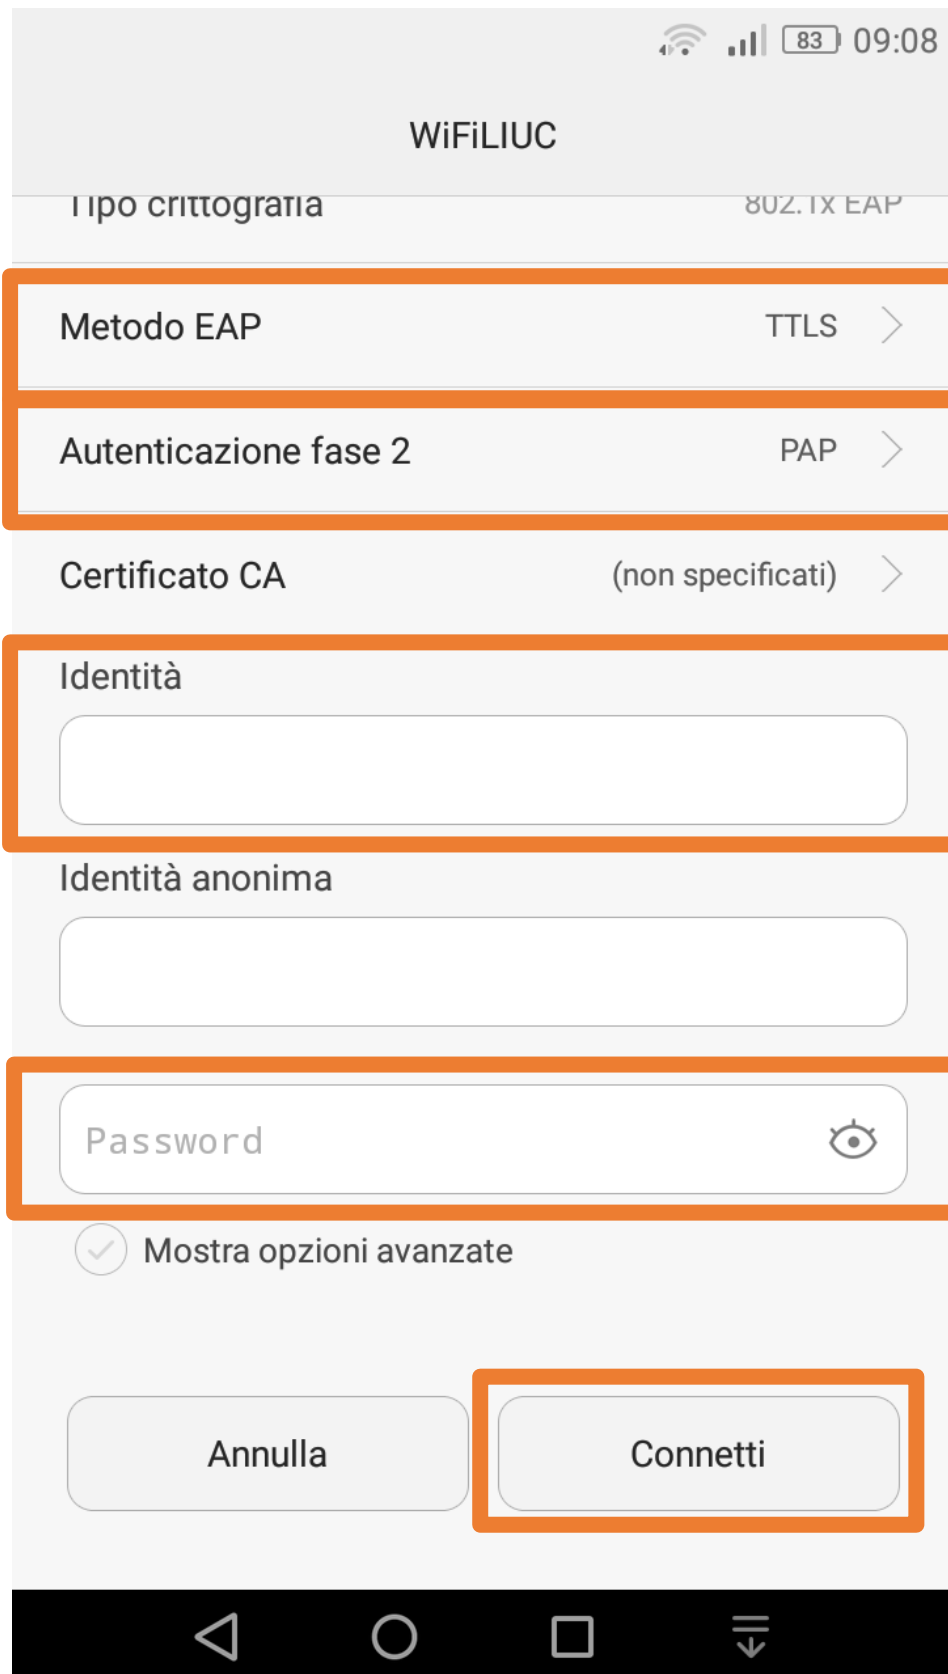 83 09:08
WiFiLIUC
Tipo crittografia 802.1x EAP
Metodo EAP TTLS
Autenticazione fase 2 PAP
Certificato CA (non specificati)
Identità
Identità anonima
Password
Mostra opzioni avanzate
Annulla Connetti